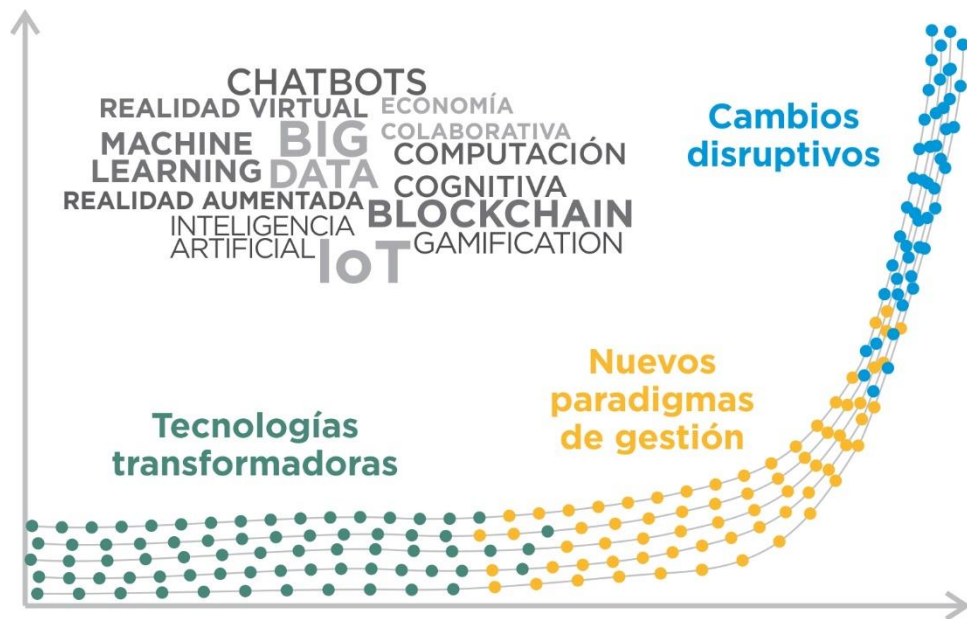 CHATBOTS
REALIDAD VIRTUAL
ECONOMÍA
COLABORATIVA
MACHINE
LEARNING
BIG
DATA
COMPUTACIÓN
COGNITIVA
REALIDAD AUMENTADA
BLOCKCHAIN
INTELIGENCIA
ARTIFICIAL
IoT
GAMIFICATION
Cambios
disruptivos
Nuevos
paradigmas
de gestión
Tecnologías
transformadoras